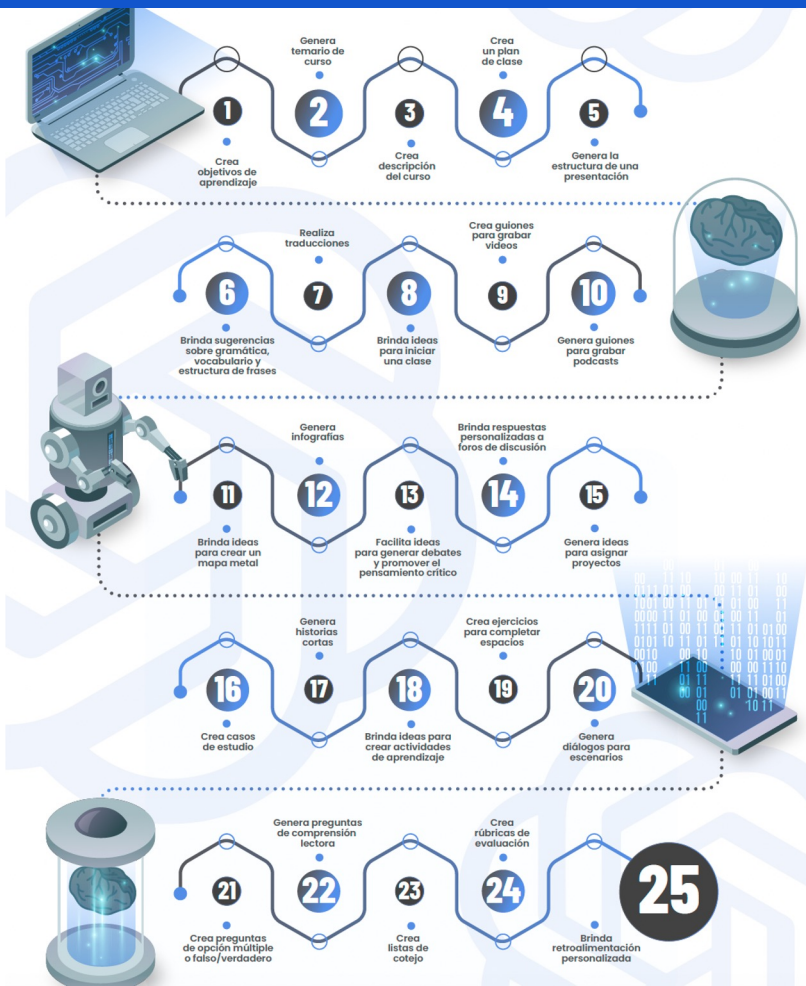 1
Crea
objetivos de
aprendizaje
Genera
temario de
curso
2
3
Crea
descripción
del curso
Crea
un plan
de clase
4
5
Genera la
estructura de una
presentación
6
Brinda sugerencias
sobre gramática,
vocabulario y
estructura de frases
Realiza
traducciones
7
8
Brinda ideas
para iniciar
una clase
Crea guiones
para grabar
videos
9
10
Genera guiones
para grabar
podcasts
11
Brinda ideas
para crear un
mapa metal
Genera
infografías
12
13
Facilita ideas
para generar debates
y promover el
pensamiento crítico
Brinda respuestas
personalizadas a
foros de discusión
14
15
Genera ideas
para asignar
proyectos
16
Crea casos
de estudio
Genera
historias
cortas
17
18
Brinda ideas para
crear actividades
de aprendizaje
Crea ejercicios
para completar
espacios
19
20
Genera
diálogos para
escenarios
21
Crea preguntas
de opción múltiple
o falso/verdadero
Genera preguntas
de comprensión
lectora
22
23
Crea
listas de
cotejo
Crea
rúbricas de
evaluación
24
25
Brinda
retroalimentación
personalizada